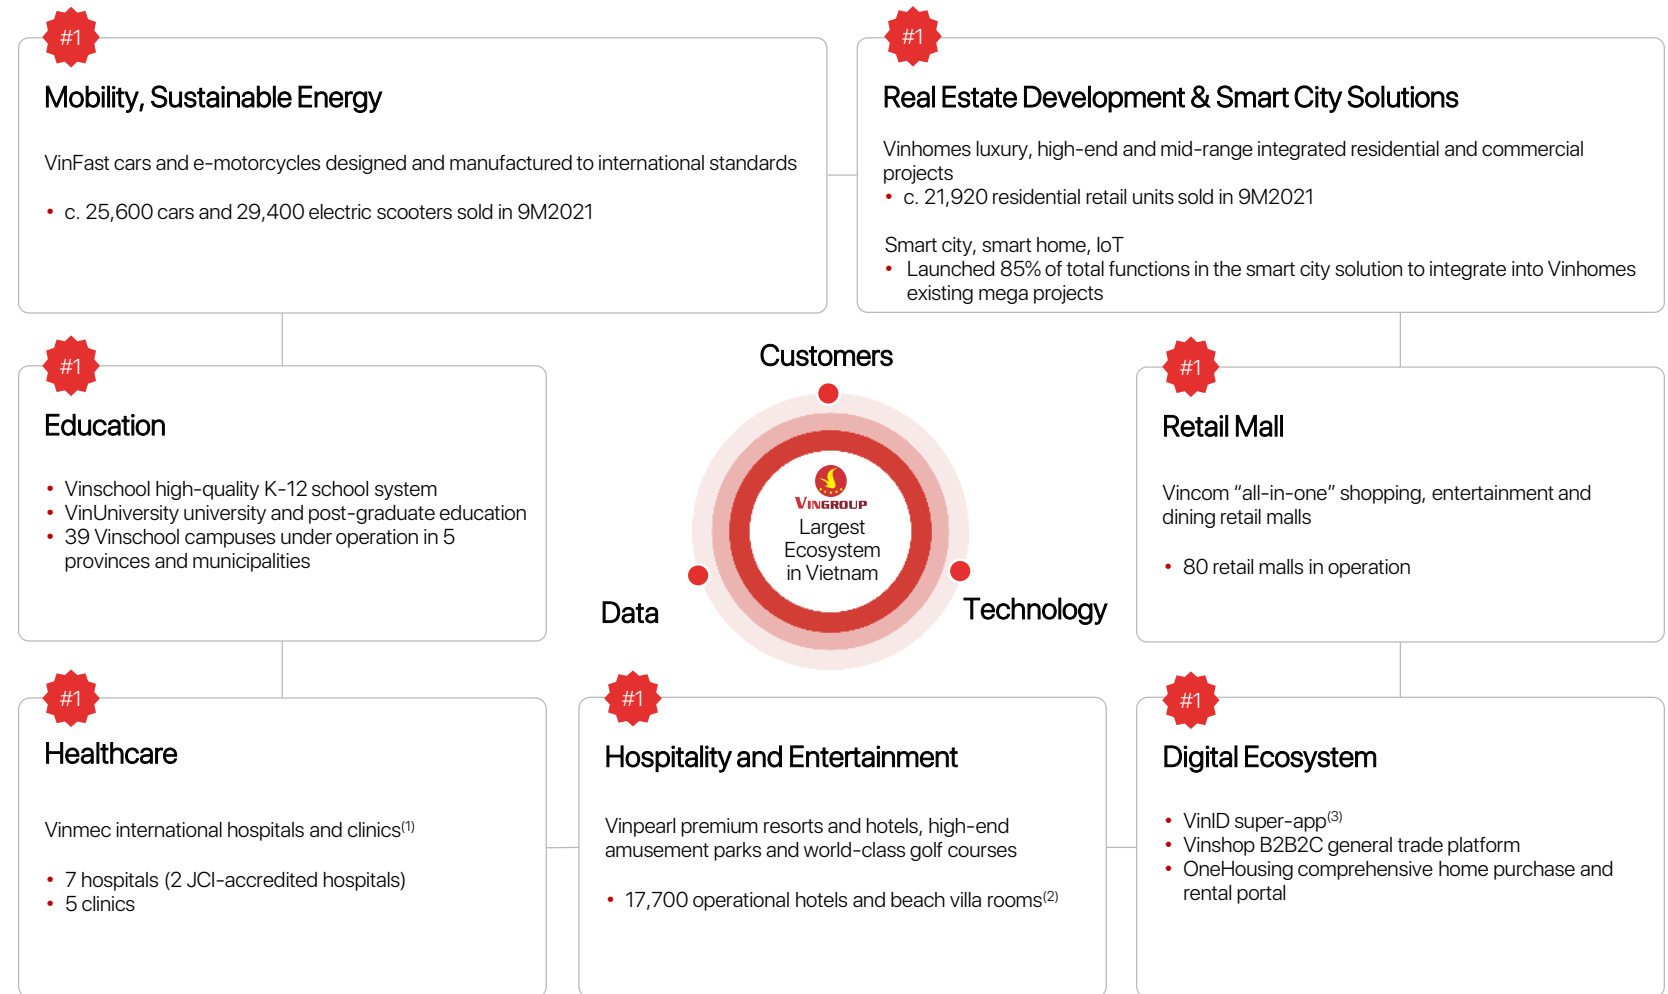 #1
Mobility, Sustainable Energy
VinFast cars and e-motorcycles designed and manufactured to international standards
• c. 25,600 cars and 29,400 electric scooters sold in 9M2021
#1
Real Estate Development & Smart City Solutions
Vinhomes luxury, high-end and mid-range integrated residential and commercial
projects
• c. 21,920 residential retail units sold in 9M2021
Smart city, smart home, IoT
• Launched 85% of total functions in the smart city solution to integrate into Vinhomes
existing mega projects
#1
Education
• Vinschool high-quality K-12 school system
• VinUniversity university and post-graduate education
• 39 Vinschool campuses under operation in 5
provinces and municipalities
Customers
VINGROUP
Largest
Ecosystem
in Vietnam
Data
Technology
#1
Retail Mall
Vincom “all-in-one” shopping, entertainment and
dining retail malls
• 80 retail malls in operation
#1
Healthcare
Vinmec international hospitals and clinics(1)
• 7 hospitals (2 JCI-accredited hospitals)
• 5 clinics
#1
Hospitality and Entertainment
Vinpearl premium resorts and hotels, high-end
amusement parks and world-class golf courses
• 17,700 operational hotels and beach villa rooms(2)
#1
Digital Ecosystem
• VinID super-app(3)
• Vinshop B2B2C general trade platform
• OneHousing comprehensive home purchase and
rental portal